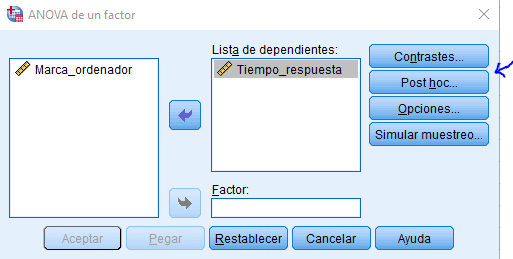 ANOVA de un factor
Lista de dependientes:
Marca_ordenador
Tiempo_respuesta
Contrastes...
Post hoc...
Opciones...
Simular muestreo...
Factor:
Aceptar
Pegar
Restablecer
Cancelar
Ayuda